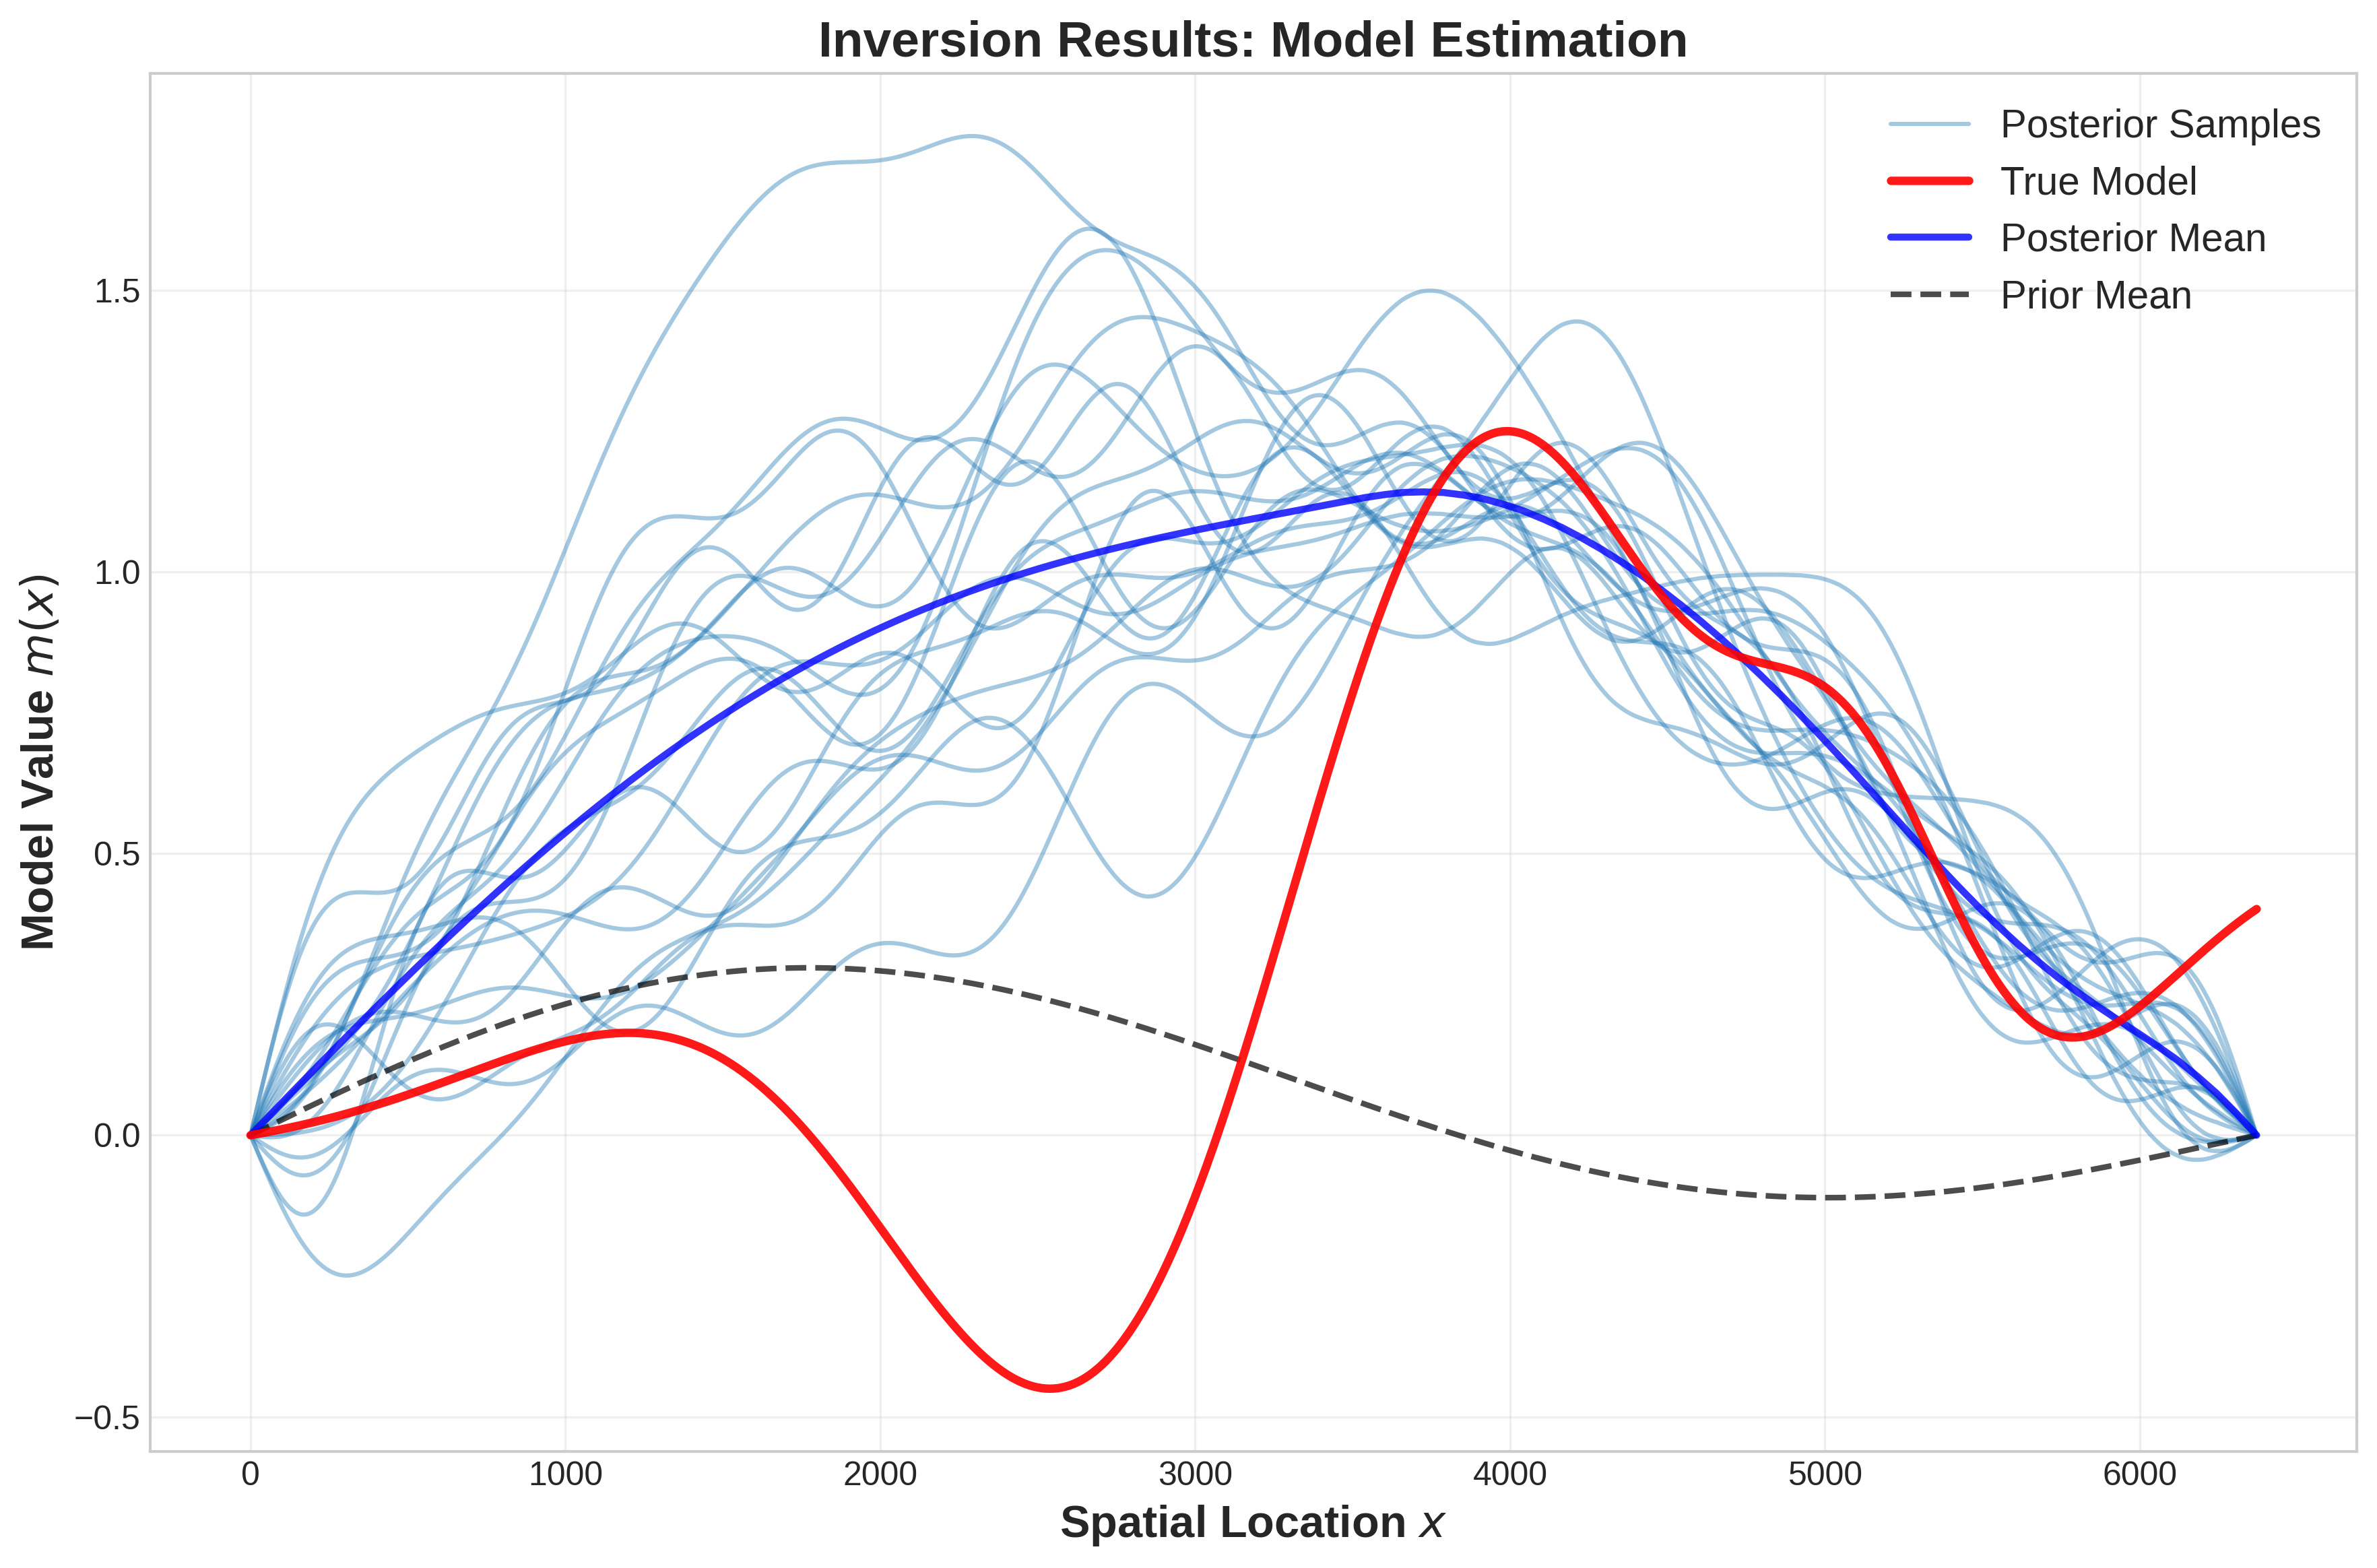 Inversion Results: Model Estimation
Posterior Samples
True Model
Posterior Mean
Prior Mean
Model Value m(x)
1.5
1.0
0.5
0.0
−0.5
0 1000 2000 3000 4000 5000 6000
Spatial Location x